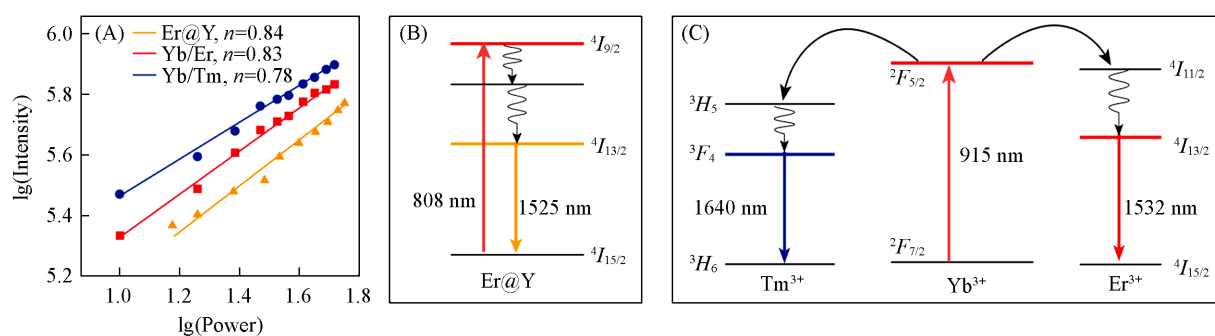 (A)
Er@Y, n=0.84
Yb/Er, n=0.83
Yb/Tm, n=0.78
lg(Intensity)
6.0
5.8
5.6
5.4
5.2
1.0
1.2
1.4
1.6
1.8
lg(Power)
(B)
⁴I₉/₂
⁴I₁₃/₂
808 nm
1525 nm
⁴I₁₅/₂
Er@Y
(C)
²F₅/₂
⁴I₁₁/₂
³H₅
³F₄
⁴I₁₃/₂
915 nm
1640 nm
1532 nm
²F₇/₂
³H₆
⁴I₁₅/₂
Tm³⁺
Yb³⁺
Er³⁺